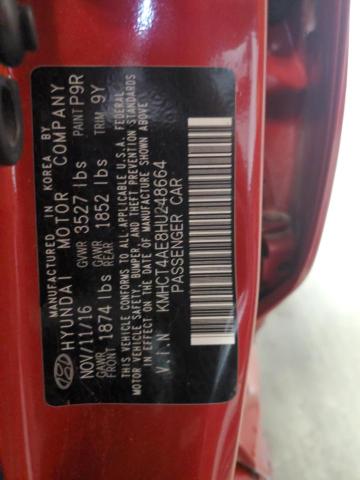 MANUFACTURED IN KOREA BY
HYUNDAI MOTOR COMPANY
NOV/11/16 GVWR 3527 lbs PAINT P9R
GAWR FRONT 1874 lbs GAWR REAR 1852 lbs TRIM 9Y
THIS VEHICLE CONFORMS TO ALL APPLICABLE U.S.A. FEDERAL
MOTOR VEHICLE SAFETY, BUMPER, AND THEFT PREVENTION STANDARDS
IN EFFECT ON THE DATE OF MANUFACTURE SHOWN ABOVE.
V.I.N KMHCT4AE8HU248664
PASSENGER CAR